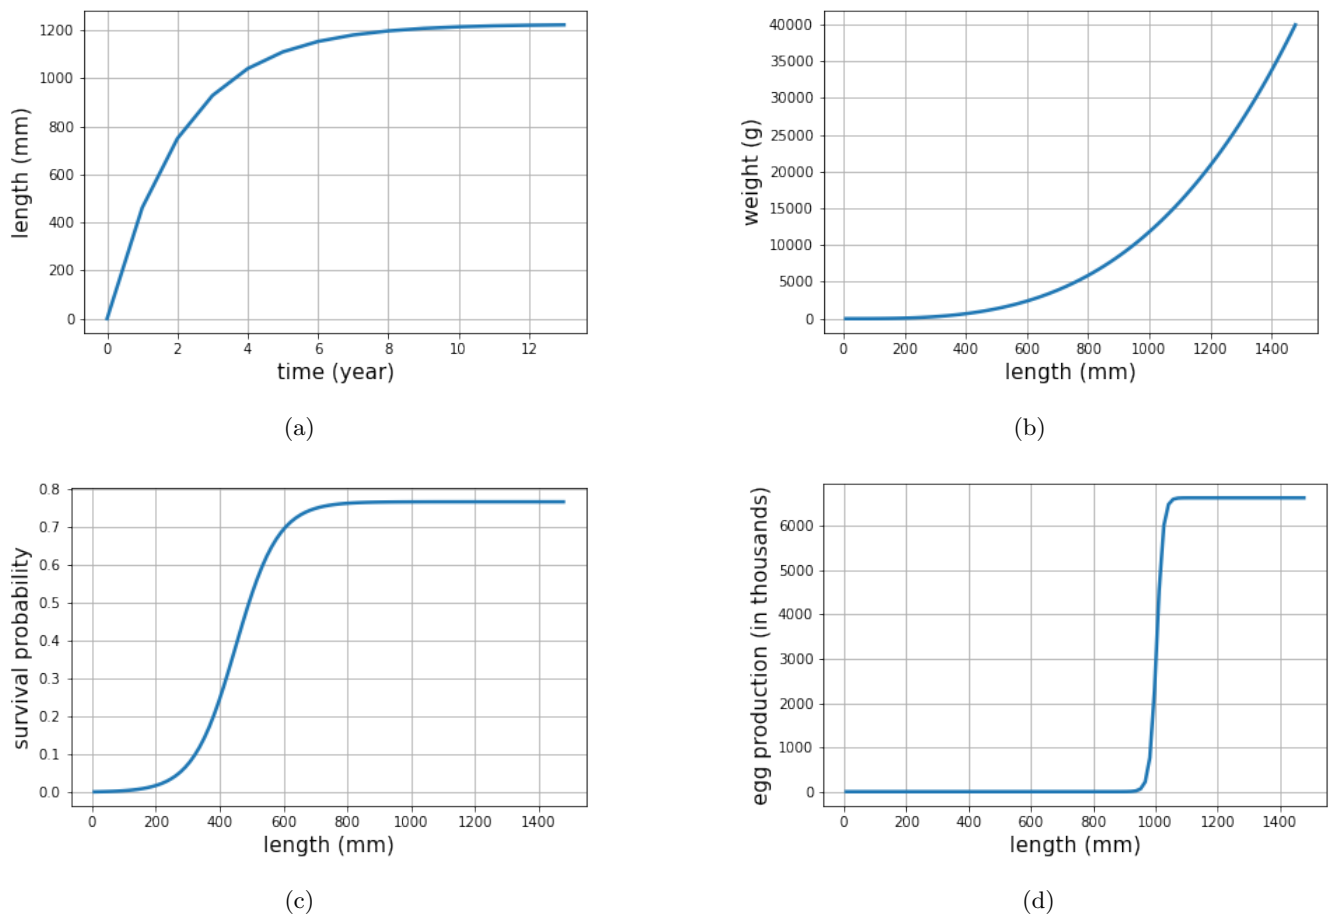 1200
1000
800
600
400
200
0
length (mm)
0 2 4 6 8 10 12
time (year)
(a)
40000
35000
30000
25000
20000
15000
10000
5000
0
weight (g)
0 200 400 600 800 1000 1200 1400
length (mm)
(b)
0.8
0.7
0.6
0.5
0.4
0.3
0.2
0.1
0.0
survival probability
0 200 400 600 800 1000 1200 1400
length (mm)
(c)
6000
5000
4000
3000
2000
1000
0
egg production (in thousands)
0 200 400 600 800 1000 1200 1400
length (mm)
(d)